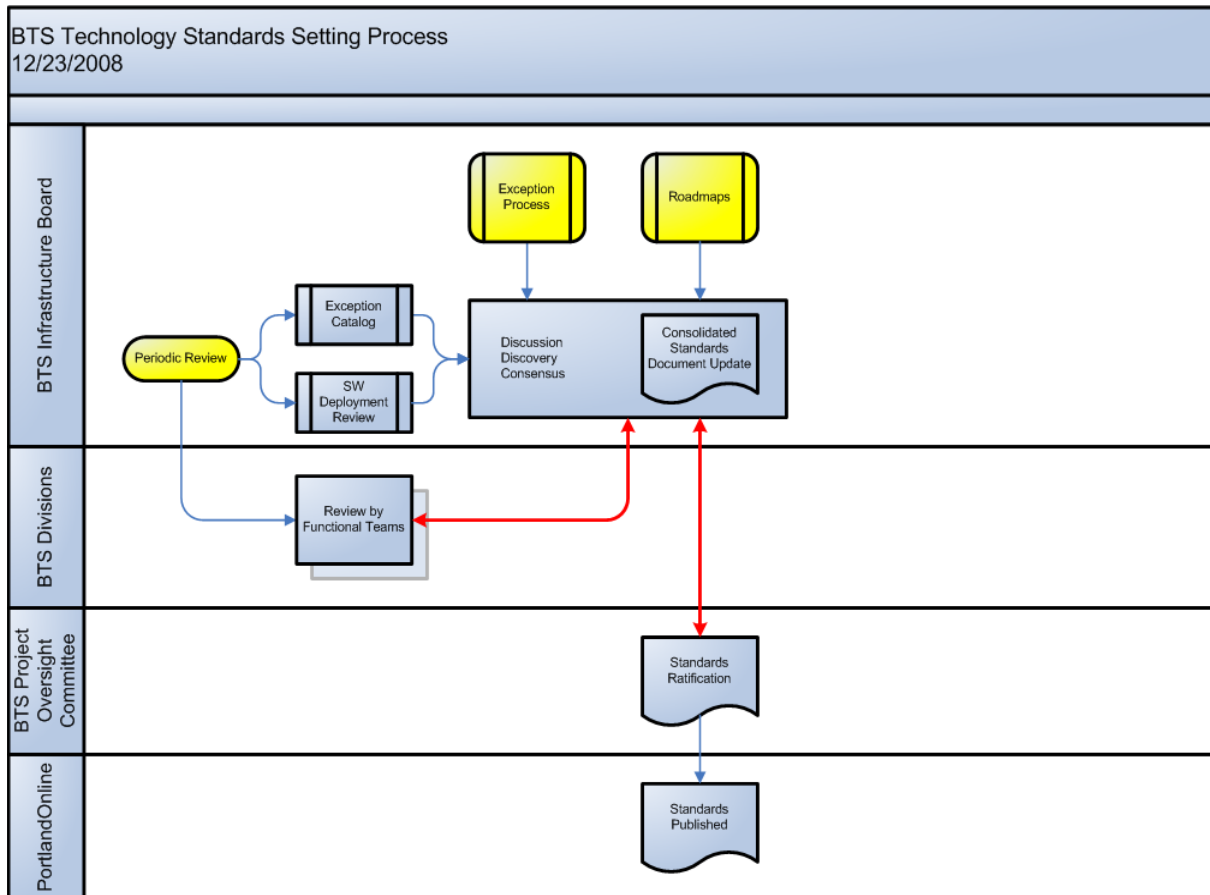 BTS Technology Standards Setting Process
12/23/2008
BTS Infrastructure Board
Exception
Process
Roadmaps
Exception
Catalog
Periodic Review
SW
Deployment
Review
Discussion
Discovery
Consensus
Consolidated
Standards
Document Update
BTS Divisions
Review by
Functional Teams
BTS Project
Oversight
Committee
Standards
Ratification
PortlandOnline
Standards
Published